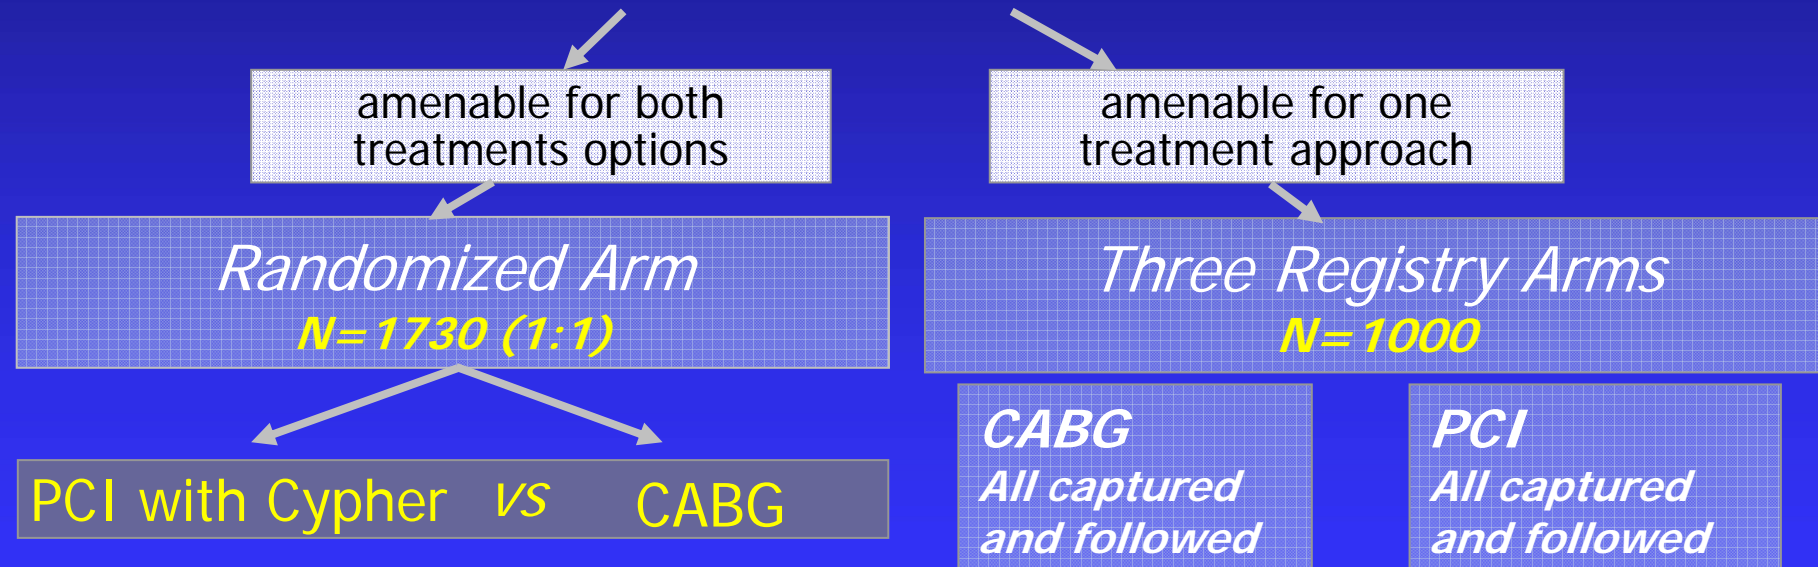 amenable for both
treatments options
amenable for one
treatment approach
Randomized Arm
N=1730 (1:1)
Three Registry Arms
N=1000
PCI with Cypher vs CABG
CABG
All captured
and followed
PCI
All captured
and followed